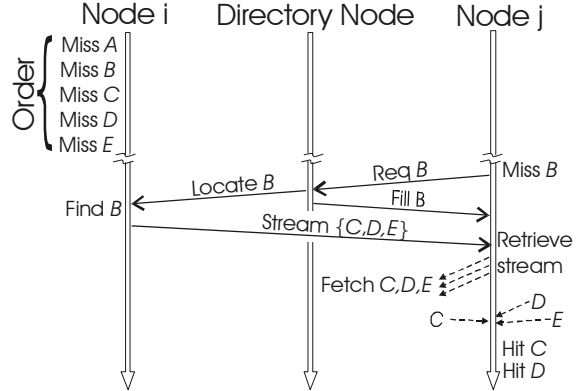 Node i Directory Node Node j
Order
Miss A
Miss B
Miss C
Miss D
Miss E
Req B
Miss B
Locate B
Find B
Fill B
Stream {C,D,E}
Retrieve
stream
Fetch C,D,E
D
C
E
Hit C
Hit D